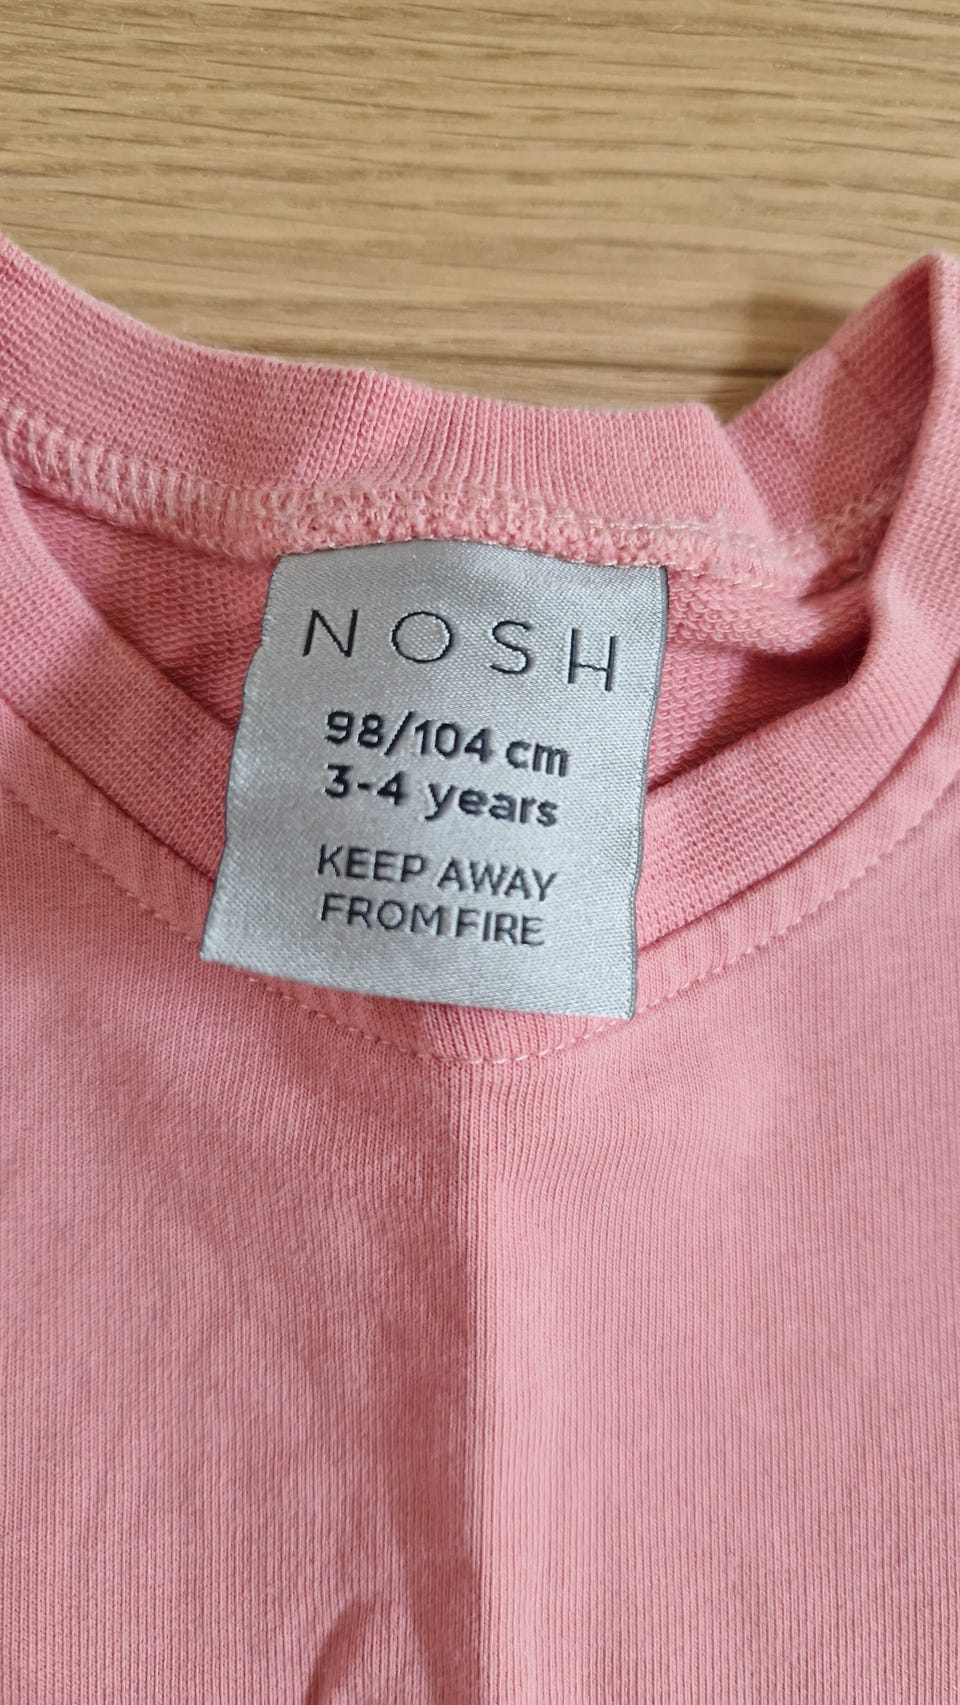 NOSH
98/104 cm
3-4 years
KEEP AWAY
FROM FIRE